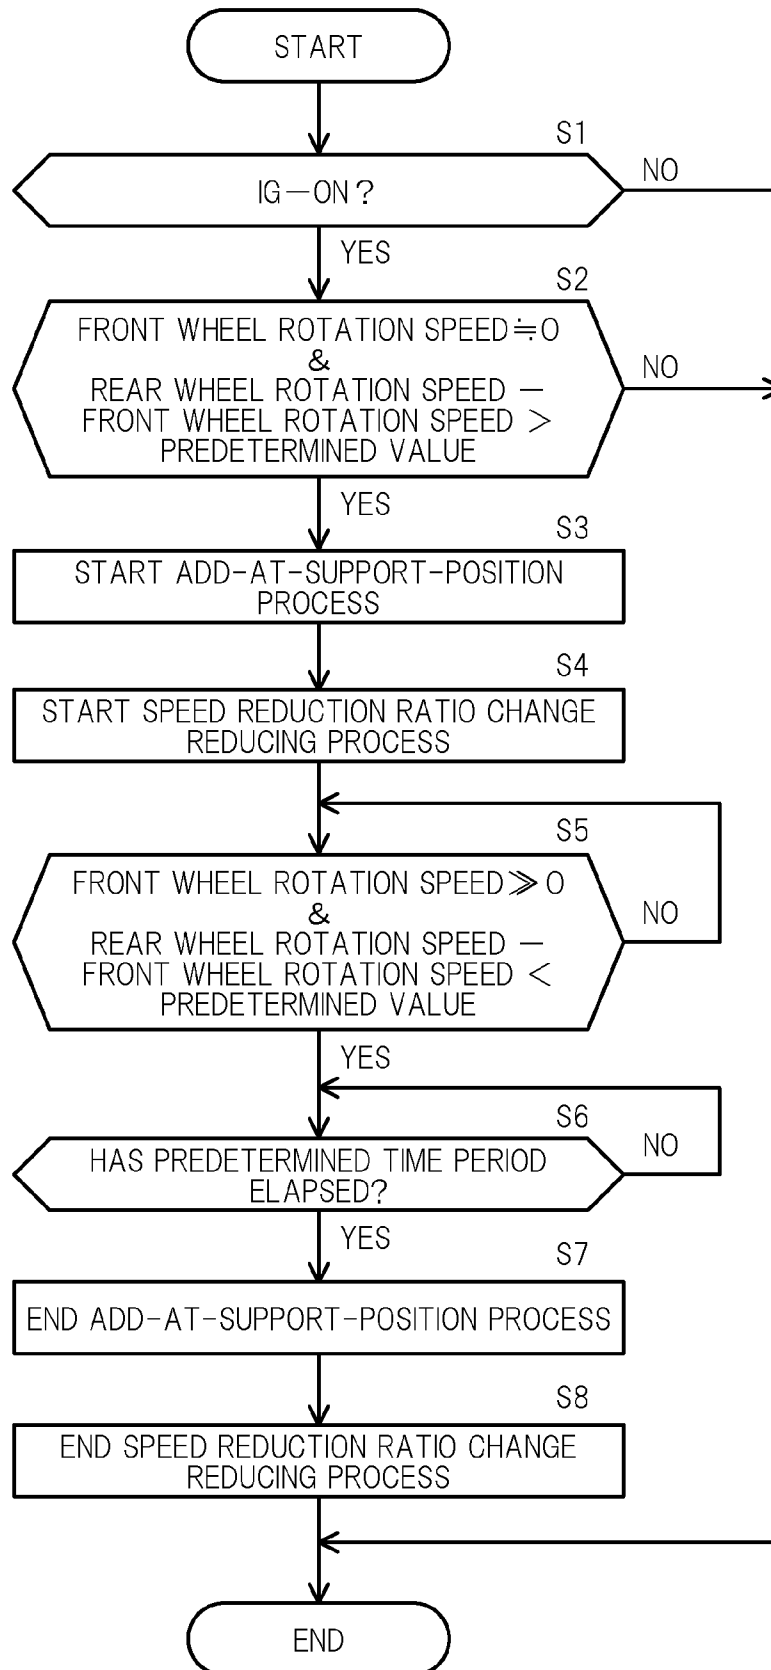 START
S1
IG-ON?
NO
YES
S2
FRONT WHEEL ROTATION SPEED≒0
&
REAR WHEEL ROTATION SPEED -
FRONT WHEEL ROTATION SPEED >
PREDETERMINED VALUE
NO
YES
S3
START ADD-AT-SUPPORT-POSITION
PROCESS
S4
START SPEED REDUCTION RATIO CHANGE
REDUCING PROCESS
S5
FRONT WHEEL ROTATION SPEED≫0
&
REAR WHEEL ROTATION SPEED -
FRONT WHEEL ROTATION SPEED <
PREDETERMINED VALUE
NO
YES
S6
HAS PREDETERMINED TIME PERIOD
ELAPSED?
NO
YES
S7
END ADD-AT-SUPPORT-POSITION PROCESS
S8
END SPEED REDUCTION RATIO CHANGE
REDUCING PROCESS
END